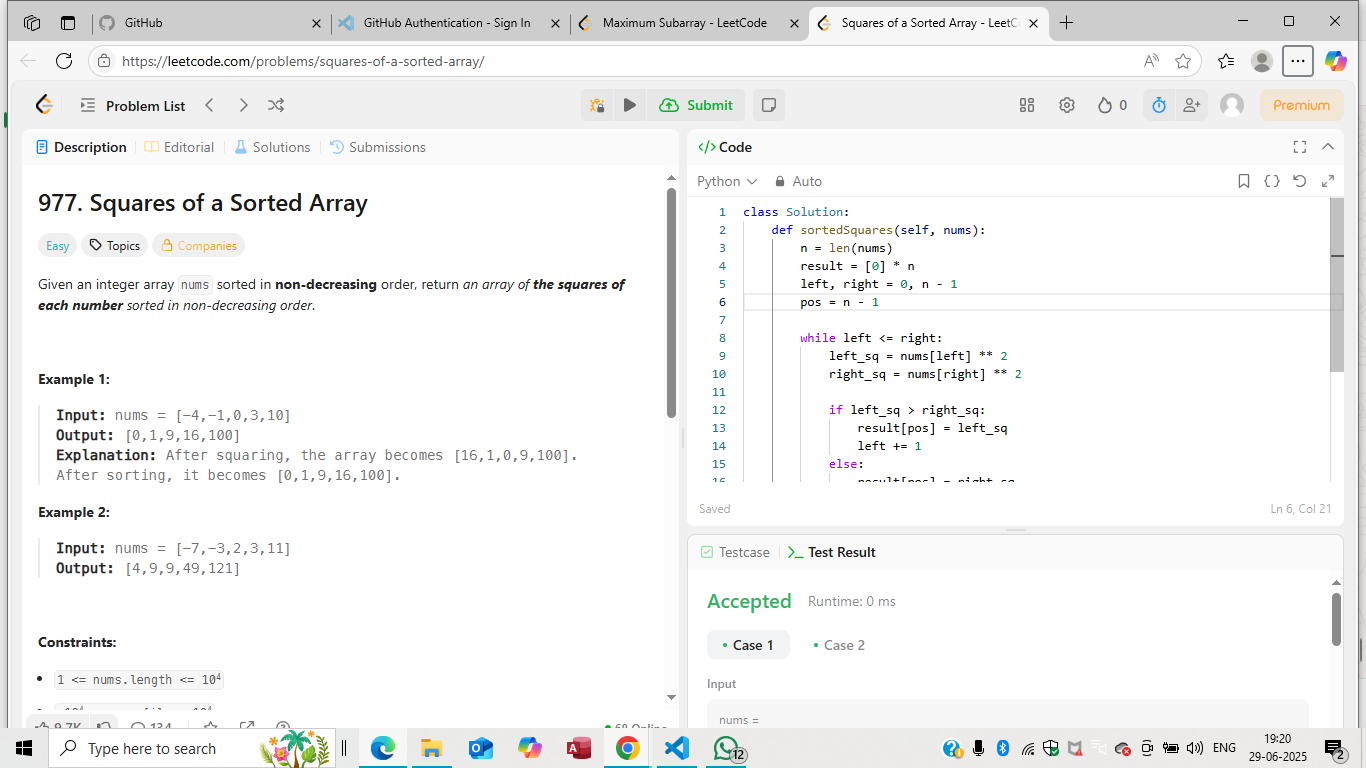 GitHub
GitHub Authentication - Sign In
Maximum Subarray - LeetCode
Squares of a Sorted Array - LeetC
https://leetcode.com/problems/squares-of-a-sorted-array/
Problem List
Submit
0
Premium
Description
Editorial
Solutions
Submissions
977. Squares of a Sorted Array
Easy
Topics
Companies
Given an integer array nums sorted in non-decreasing order, return an array of the squares of
each number sorted in non-decreasing order.
Example 1:
Input: nums = [-4,-1,0,3,10]
Output: [0,1,9,16,100]
Explanation: After squaring, the array becomes [16,1,0,9,100].
After sorting, it becomes [0,1,9,16,100].
Example 2:
Input: nums = [-7,-3,2,3,11]
Output: [4,9,9,49,121]
Constraints:
1 <= nums.length <= 10⁴
9.7K
134
68 Online
Code
Python
Auto
1 class Solution:
2 def sortedSquares(self, nums):
3 n = len(nums)
4 result = [0] * n
5 left, right = 0, n - 1
6 pos = n - 1
7
8 while left <= right:
9 left_sq = nums[left] ** 2
10 right_sq = nums[right] ** 2
11
12 if left_sq > right_sq:
13 result[pos] = left_sq
14 left += 1
15 else:
16 result[pos] = right_sq
Saved
Ln 6, Col 21
Testcase
Test Result
Accepted
Runtime: 0 ms
Case 1
Case 2
Input
nums =
Type here to search
12
ENG
19:20
29-06-2025
2